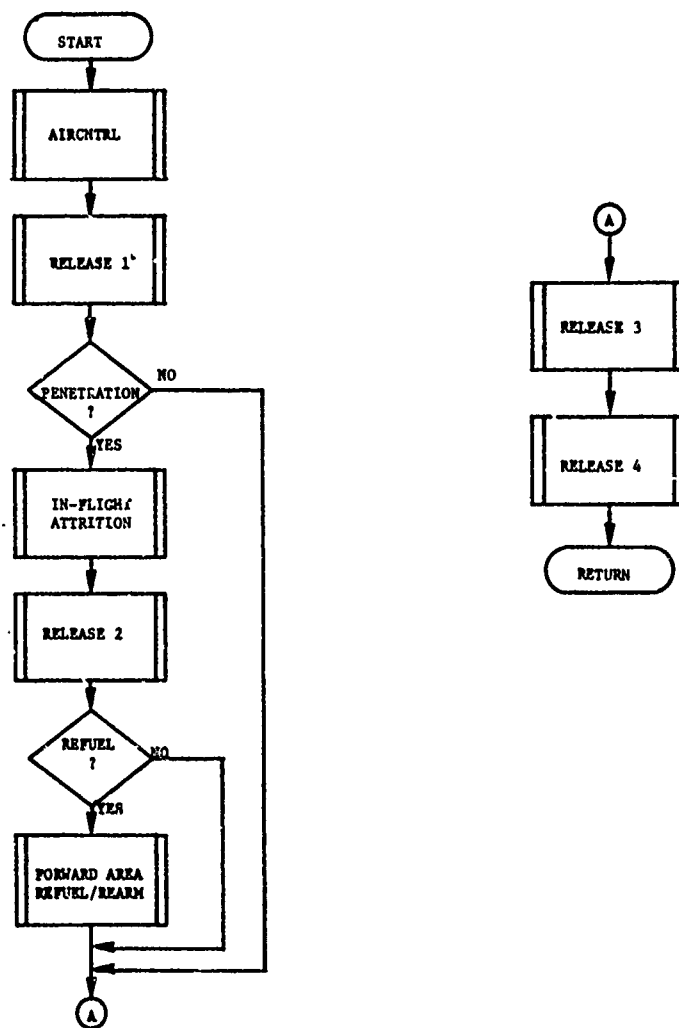 START
AIRCNTRL
RELEASE 1
PENETRATION
?
NO
YES
IN-FLIGHT
ATTRITION
RELEASE 2
REFUEL
?
NO
YES
FORWARD AREA
REFUEL/REARM
A
A
RELEASE 3
RELEASE 4
RETURN